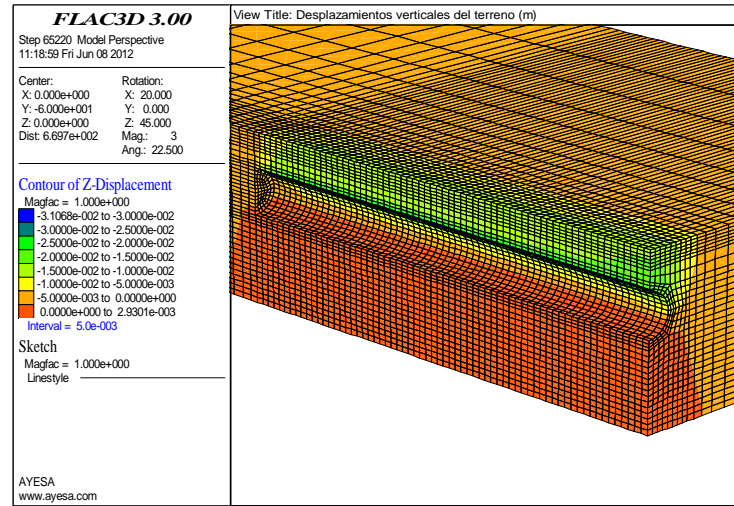 FLAC3D 3.00
Step 65220 Model Perspective
11:18:59 Fri Jun 08 2012
Center:
X: 0.000e+000
Y: -6.000e+001
Z: 0.000e+000
Dist: 6.697e+002
Rotation:
X: 20.000
Y: 0.000
Z: 45.000
Mag.: 3
Ang.: 22.500
Contour of Z-Displacement
Magfac = 1.000e+000
-3.1068e-002 to -3.0000e-002
-3.0000e-002 to -2.5000e-002
-2.5000e-002 to -2.0000e-002
-2.0000e-002 to -1.5000e-002
-1.5000e-002 to -1.0000e-002
-1.0000e-002 to -5.0000e-003
-5.0000e-003 to 0.0000e+000
0.0000e+000 to 2.9301e-003
Interval = 5.0e-003
Sketch
Magfac = 1.000e+000
Linestyle
AYESA
www.ayesa.com
View Title: Desplazamientos verticales del terreno (m)